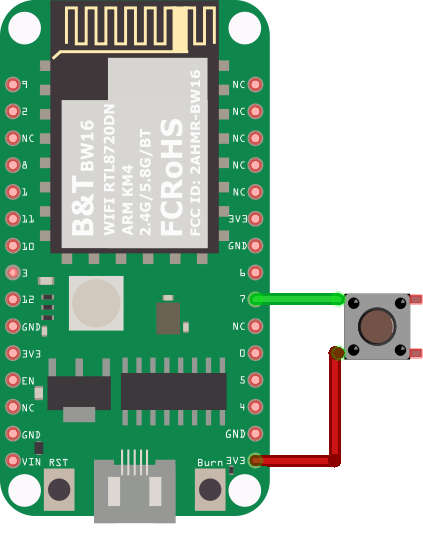 B&T BW16
WIFI RTL8720DN
ARM KM4
2.4G/5.8G/BT
FCRoHS
FCC ID: 2AHMR-BW16
9
2
NC
8
1
11
10
3
12
GND
3V3
EN
NC
GND
VIN
NC
NC
NC
NC
NC
3V3
GND
6
7
NC
0
5
4
GND
3V3
RST
Burn